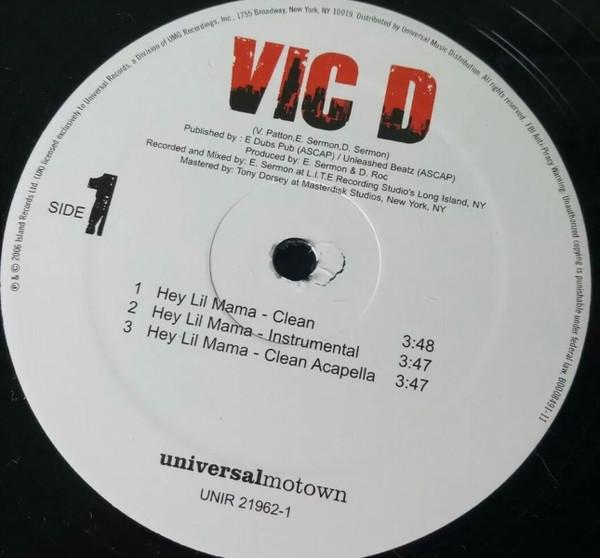 ℗ & © 2006 Island Records Ltd. (UK) licensed exclusively to Universal Records, a Division of UMG Recordings, Inc., 1755 Broadway, New York, NY 10019. Distributed by Universal Music Distribution. All rights reserved. FBI Anti-Piracy Warning: Unauthorized copying is punishable under federal law. B0008491-11
VIC D
(V. Patton,E. Sermon,D. Sermon)
Published by : E Dubs Pub (ASCAP) / Unleashed Beatz (ASCAP)
Produced by: E. Sermon & D. Roc
Recorded and Mixed by: E. Sermon at L.I.T.E Recording Studio's Long Island, NY
Mastered by: Tony Dorsey at Masterdisk Studios, New York, NY
SIDE 1
1 Hey Lil Mama - Clean 3:48
2 Hey Lil Mama - Instrumental 3:47
3 Hey Lil Mama - Clean Acapella 3:47
universalmotown
UNIR 21962-1